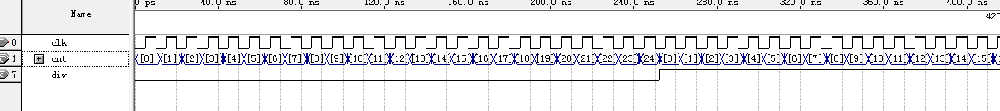 Name
0 ps 40.0 ns 80.0 ns 120.0 ns 160.0 ns 200.0 ns 240.0 ns 280.0 ns 320.0 ns 360.0 ns 400.0 ns
420
0 clk
1 cnt [0] [1] [2] [3] [4] [5] [6] [7] [8] [9] [10] [11] [12] [13] [14] [15] [16] [17] [18] [19] [20] [21] [22] [23] [24] [0] [1] [2] [3] [4] [5] [6] [7] [8] [9] [10] [11] [12] [13] [14] [15]
7 div